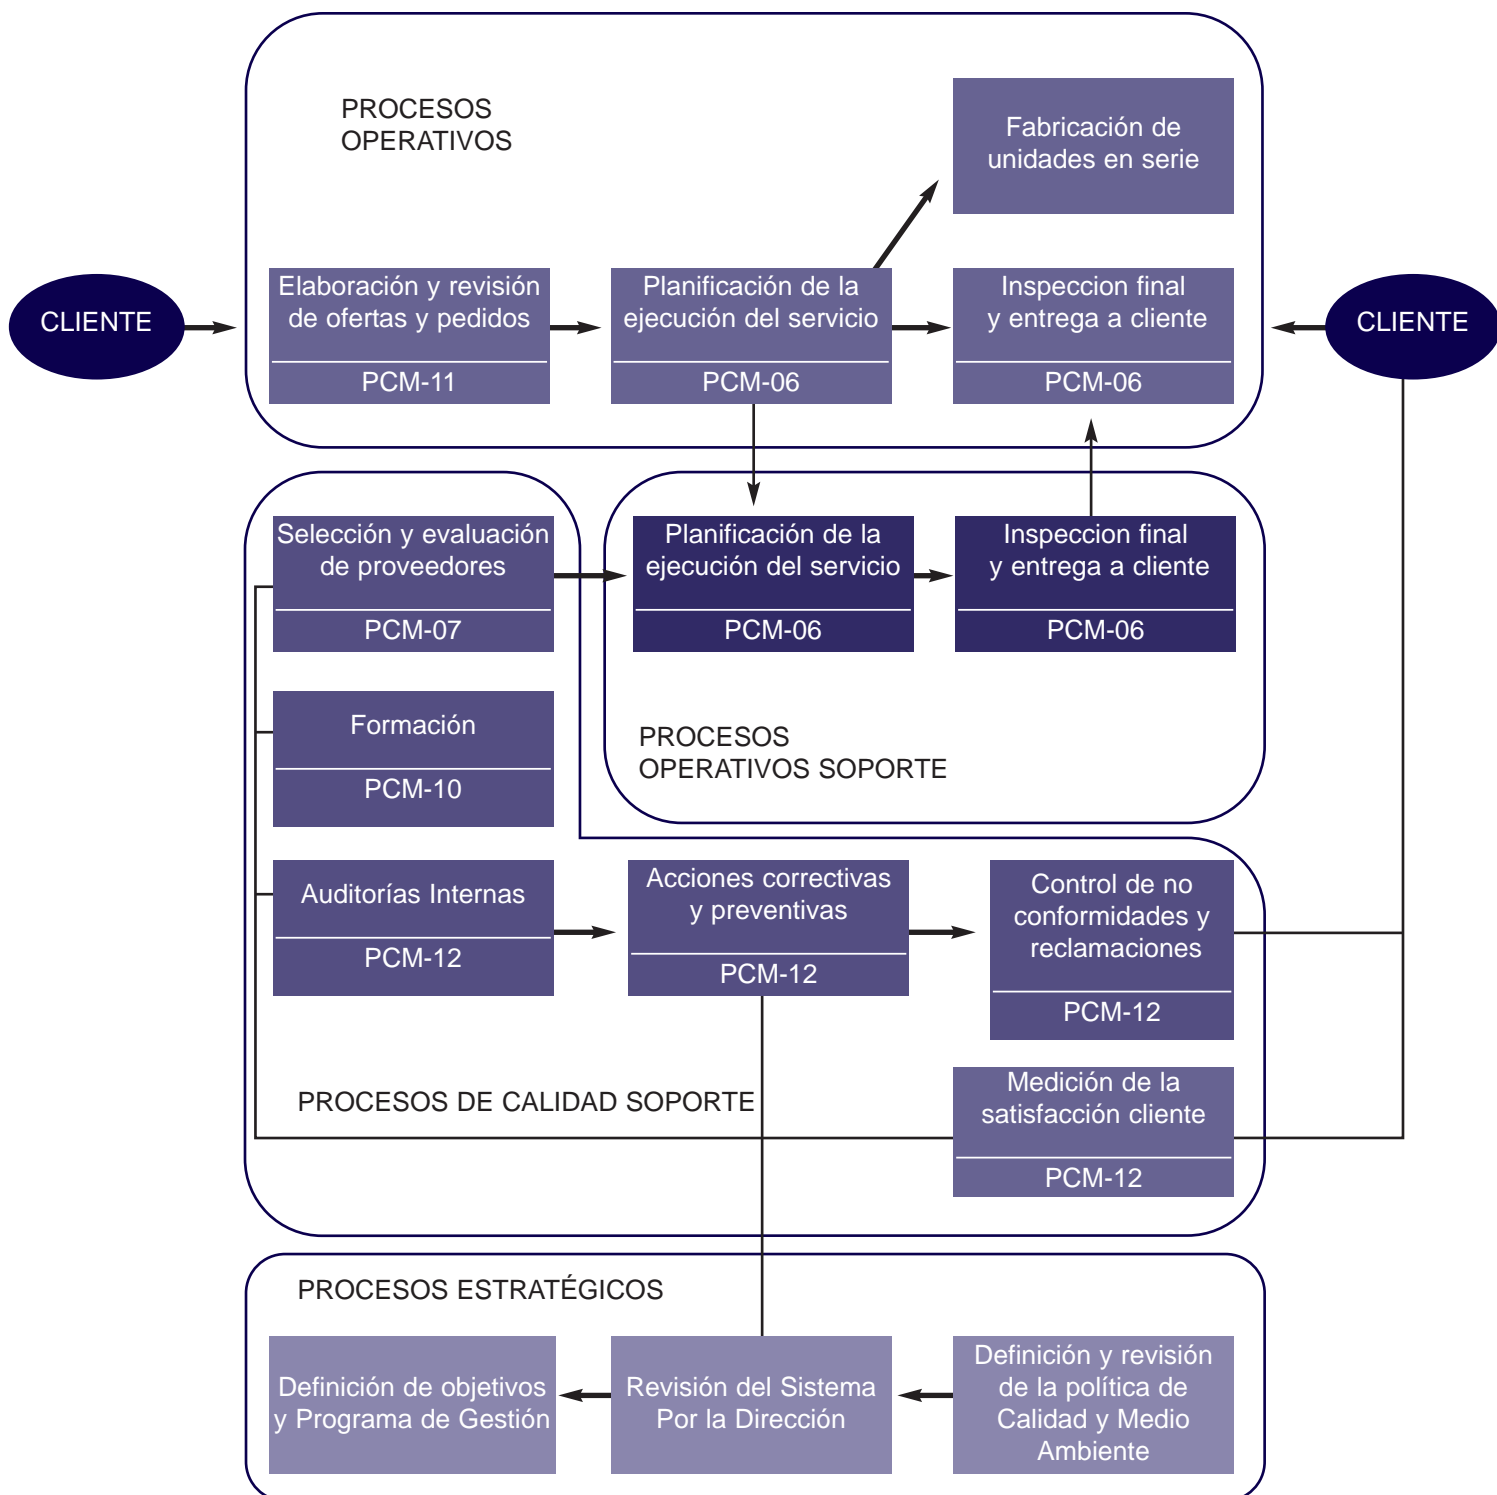 PROCESOS
OPERATIVOS
Fabricación de
unidades en serie
CLIENTE
Elaboración y revisión
de ofertas y pedidos
PCM-11
Planificación de la
ejecución del servicio
PCM-06
Inspeccion final
y entrega a cliente
PCM-06
CLIENTE
Selección y evaluación
de proveedores
PCM-07
Planificación de la
ejecución del servicio
PCM-06
Inspeccion final
y entrega a cliente
PCM-06
Formación
PCM-10
PROCESOS
OPERATIVOS SOPORTE
Auditorías Internas
PCM-12
Acciones correctivas
y preventivas
PCM-12
Control de no
conformidades y
reclamaciones
PCM-12
PROCESOS DE CALIDAD SOPORTE
Medición de la
satisfacción cliente
PCM-12
PROCESOS ESTRATÉGICOS
Definición de objetivos
y Programa de Gestión
Revisión del Sistema
Por la Dirección
Definición y revisión
de la política de
Calidad y Medio
Ambiente